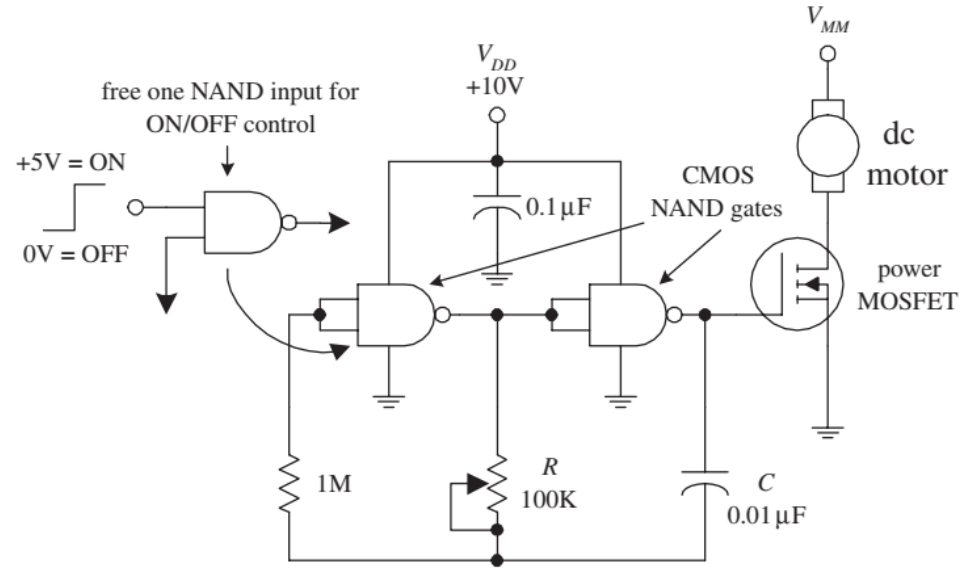 V_MM
V_DD
+10V
free one NAND input for
ON/OFF control
+5V = ON
0V = OFF
0.1µF
CMOS
NAND gates
dc
motor
power
MOSFET
1M
R
100K
C
0.01µF